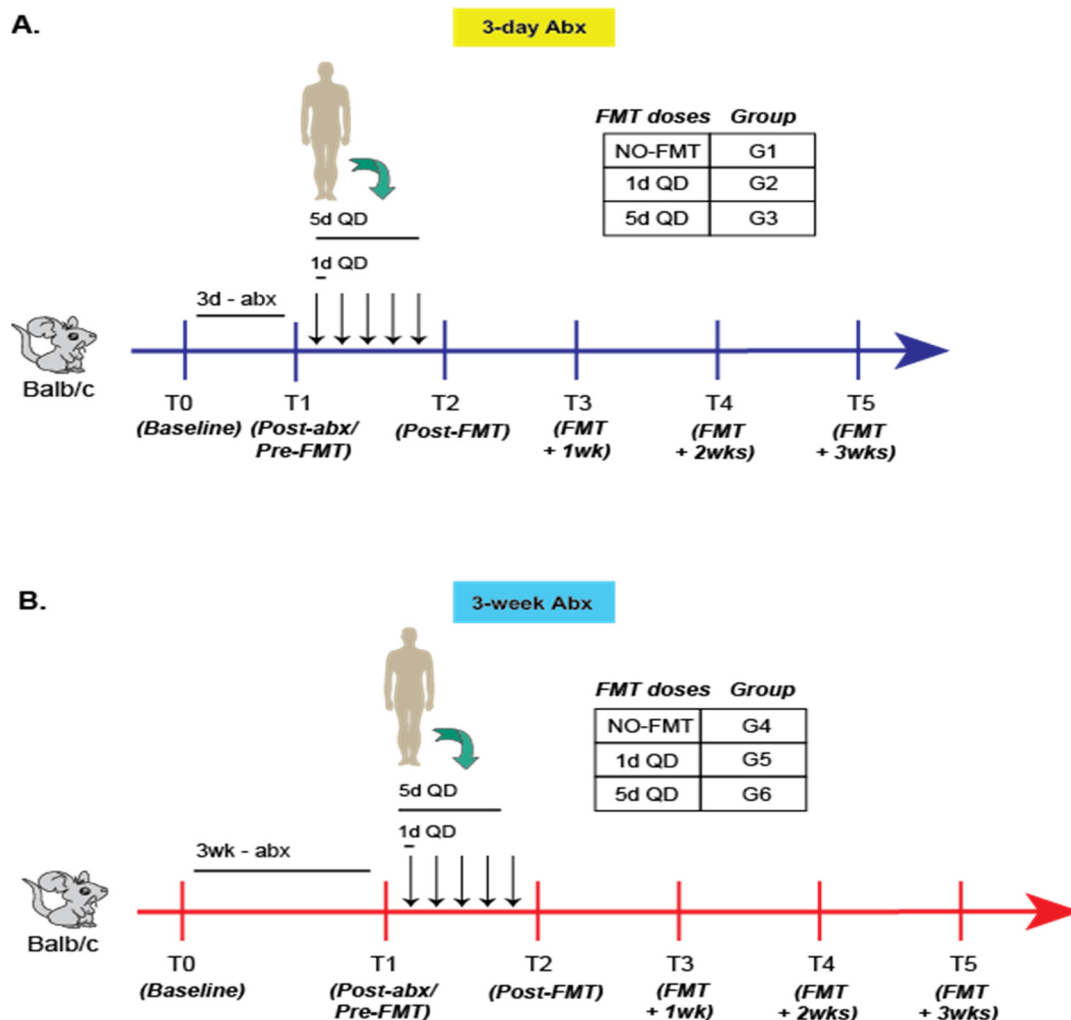 A.
3-day Abx
FMT doses Group
NO-FMT G1
1d QD G2
5d QD G3
5d QD
1d QD
3d - abx
Balb/c
T0 T1 T2 T3 T4 T5
(Baseline) (Post-abx/ (Post-FMT) (FMT (FMT (FMT
Pre-FMT) + 1wk) + 2wks) + 3wks)
B.
3-week Abx
FMT doses Group
NO-FMT G4
1d QD G5
5d QD G6
5d QD
1d QD
3wk - abx
Balb/c
T0 T1 T2 T3 T4 T5
(Baseline) (Post-abx/ (Post-FMT) (FMT (FMT (FMT
Pre-FMT) + 1wk) + 2wks) + 3wks)